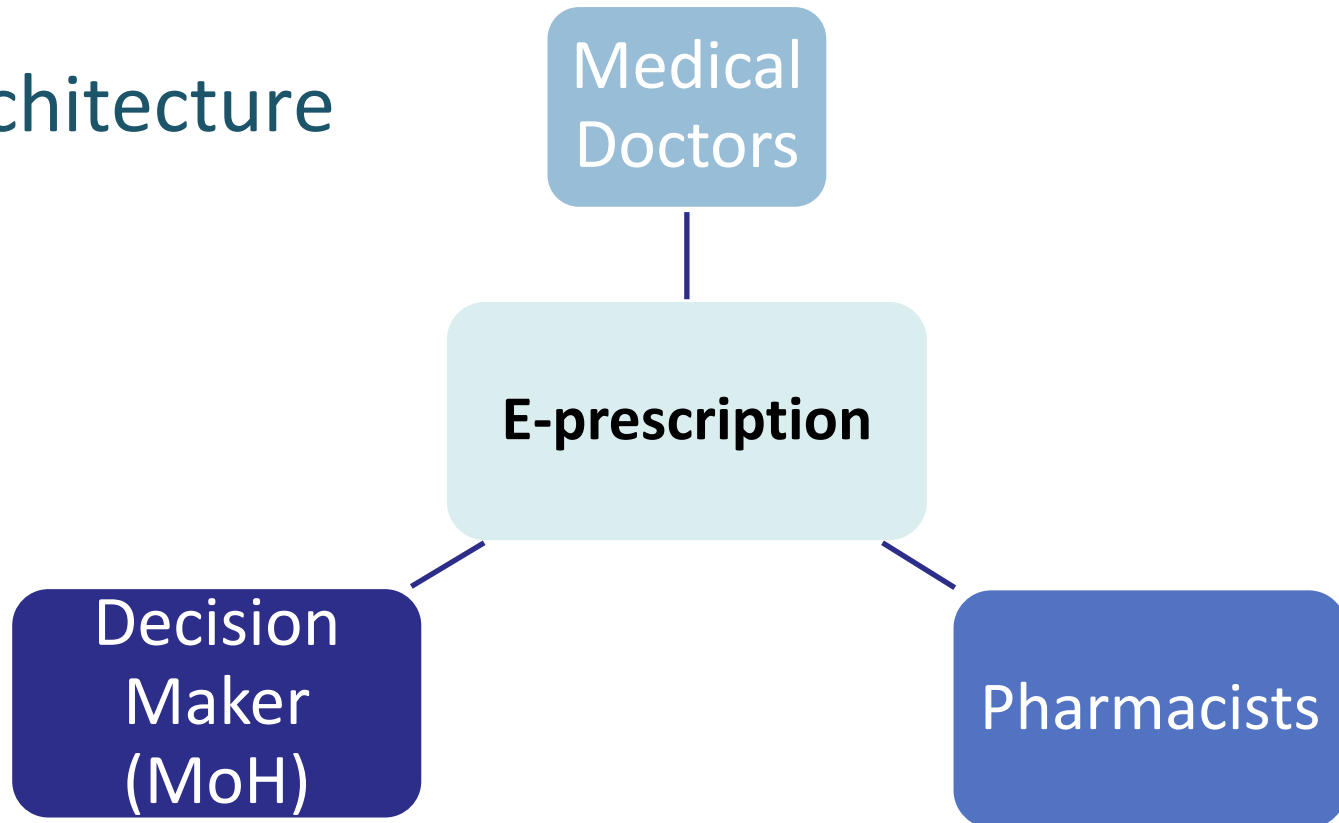 chitecture
Medical
Doctors
E-prescription
Decision
Maker
(MoH)
Pharmacists